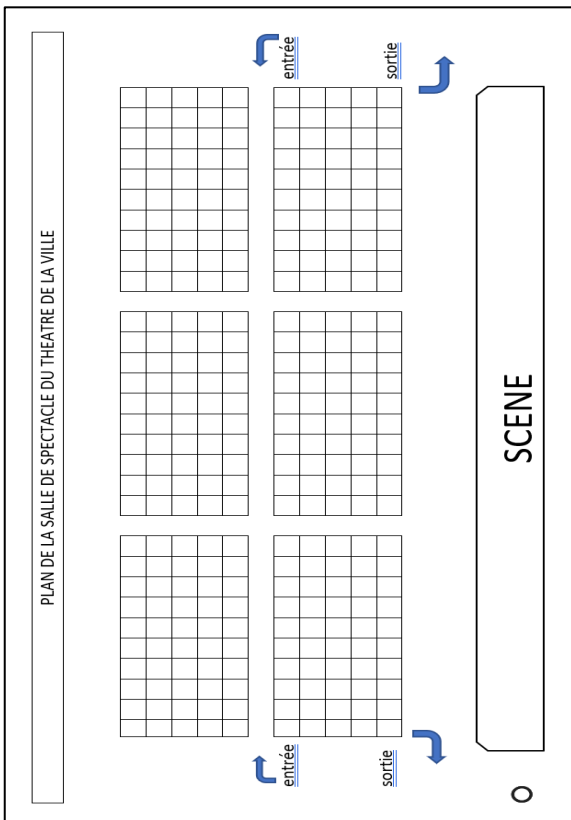 PLAN DE LA SALLE DE SPECTACLE DU THEATRE DE LA VILLE
entrée
entrée
sortie
sortie
SCENE
O